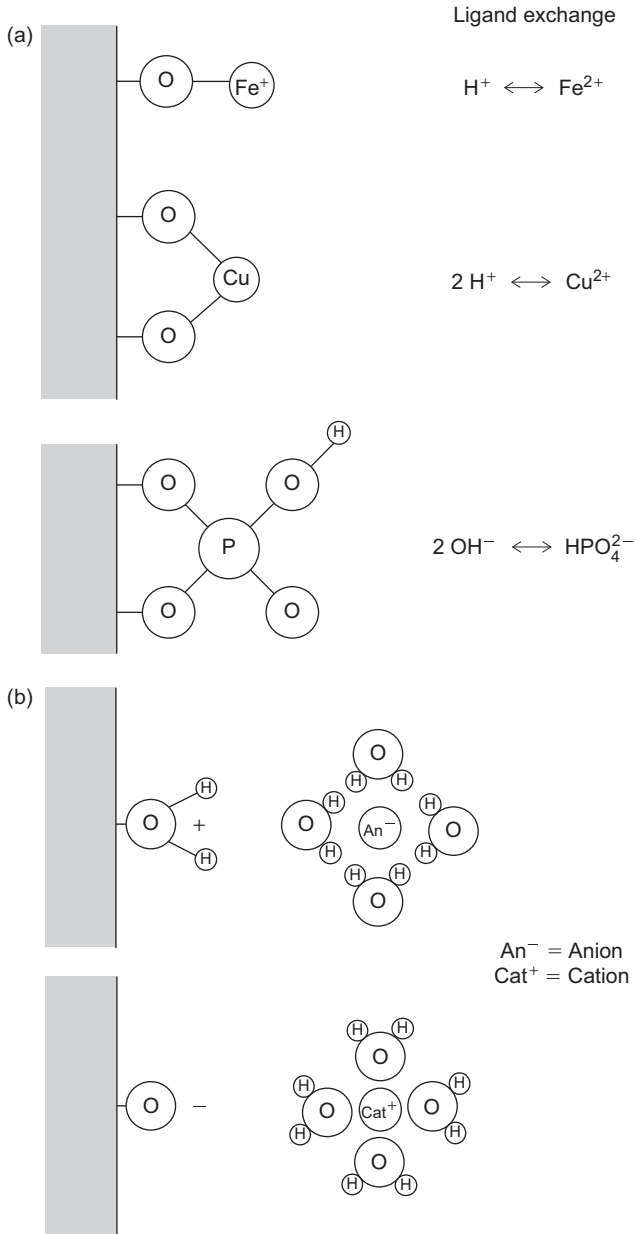 Ligand exchange
(a)
O Fe⁺ H⁺ ⟷ Fe²⁺
O
Cu 2 H⁺ ⟷ Cu²⁺
O
H
O O
P 2 OH⁻ ⟷ HPO₄²⁻
O O
(b)
O
H H H
H H
O + O An⁻ O
H H H
H H
O
An⁻ = Anion
Cat⁺ = Cation
H H
O
H H
O − O Cat⁺ O
H H
O
H H